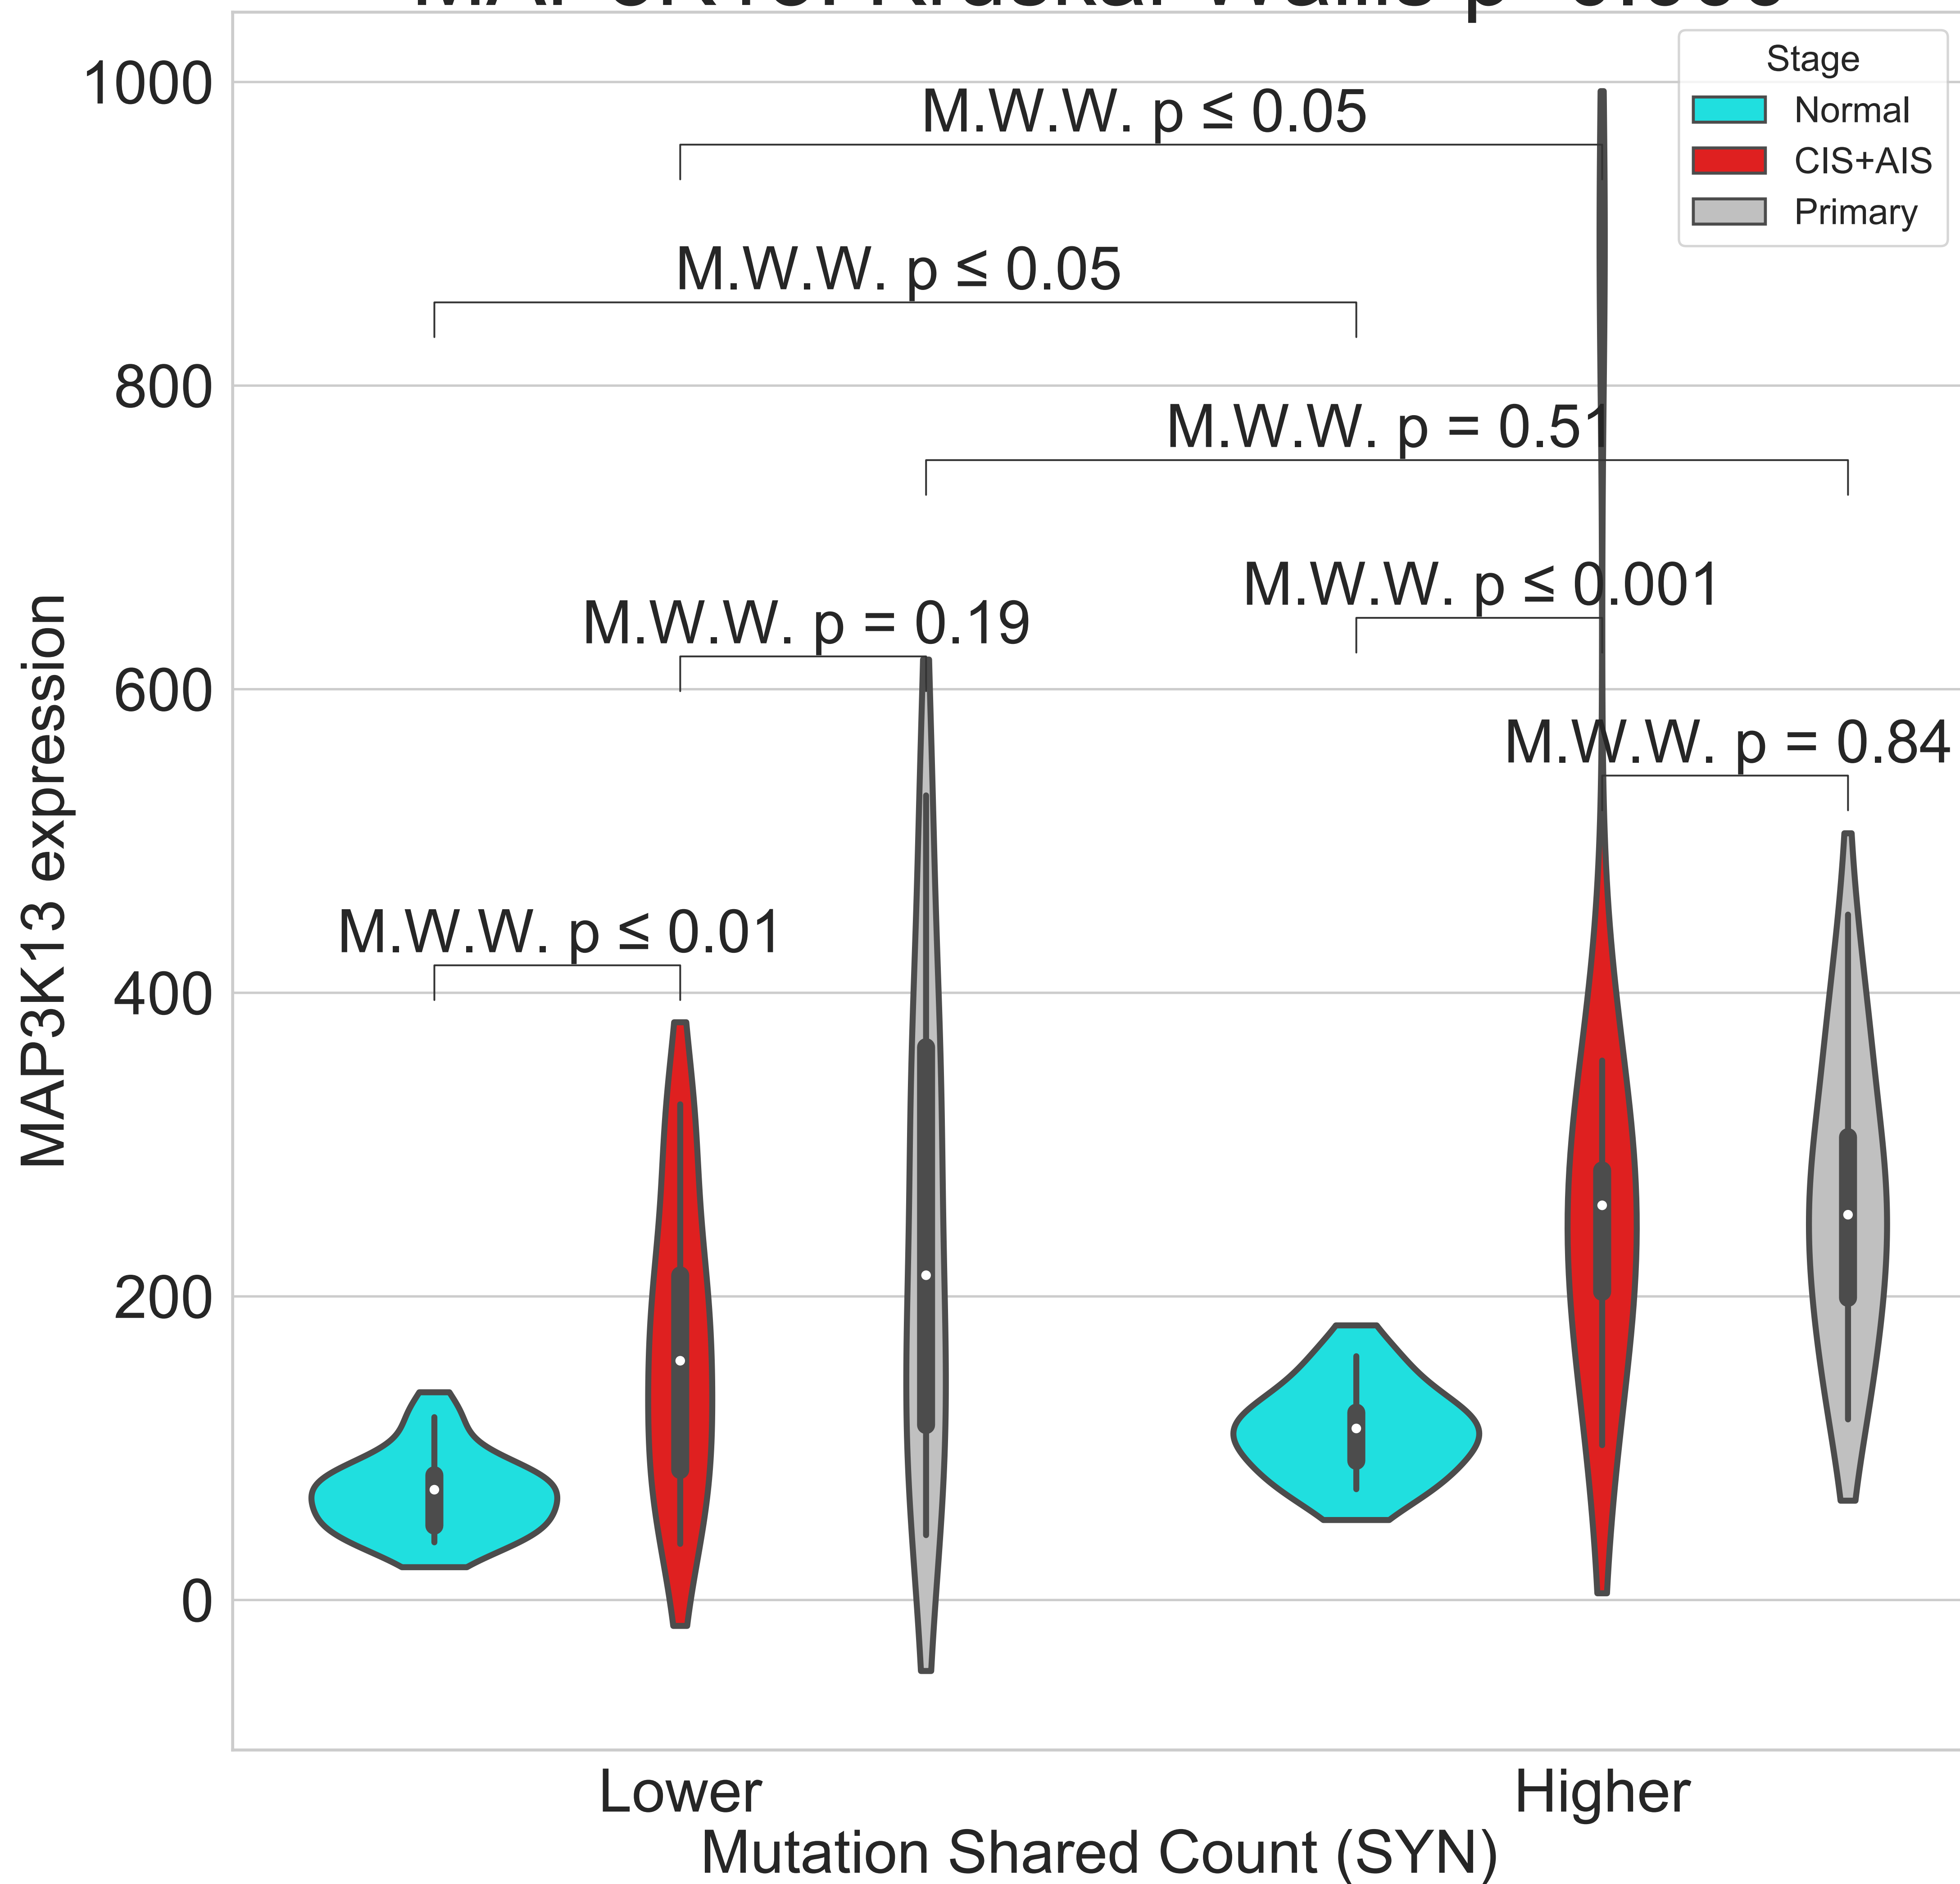 1000
800
600
400
200
0
MAP3K13 expression
M.W.W. p ≤ 0.05
M.W.W. p ≤ 0.05
M.W.W. p = 0.51
M.W.W. p ≤ 0.001
M.W.W. p = 0.19
M.W.W. p = 0.84
M.W.W. p ≤ 0.01
Stage
Normal
CIS+AIS
Primary
Lower
Higher
Mutation Shared Count (SYN)